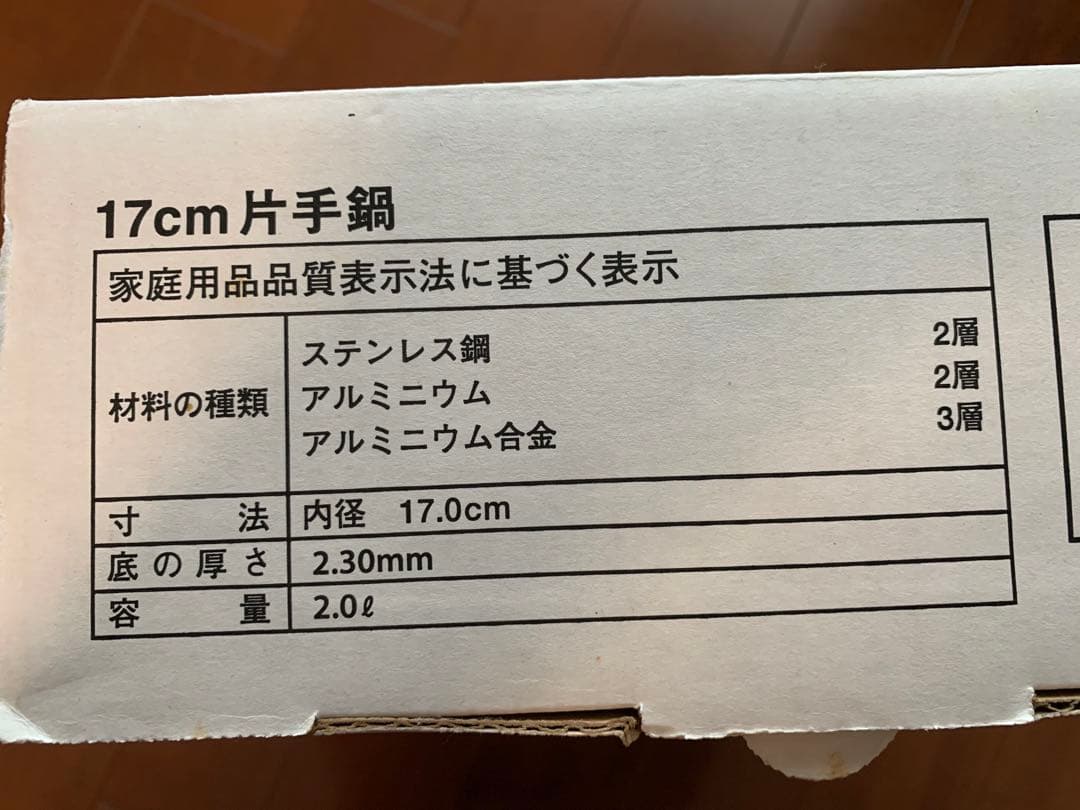 17cm片手鍋
家庭用品品質表示法に基づく表示
材料の種類
ステンレス鋼 2層
アルミニウム 2層
アルミニウム合金 3層
寸法 内径 17.0cm
底の厚さ 2.30mm
容量 2.0ℓ